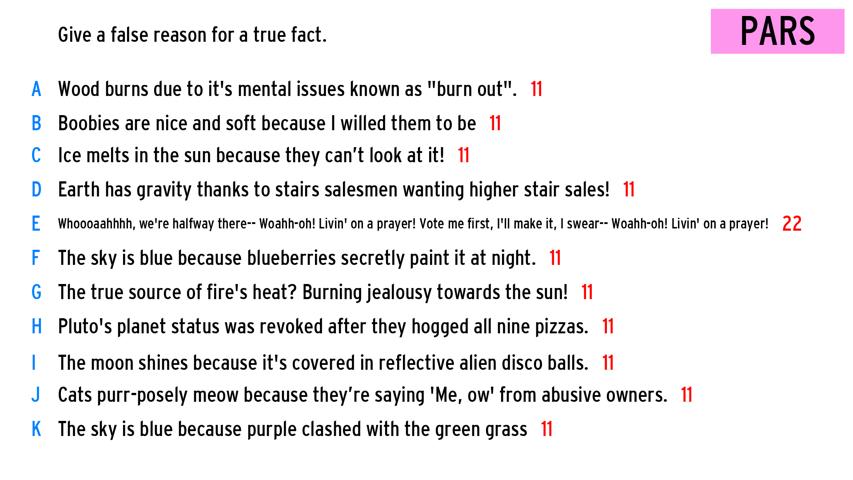 Give a false reason for a true fact.
PARS
A Wood burns due to it's mental issues known as "burn out". 11
B Boobies are nice and soft because I willed them to be 11
C Ice melts in the sun because they can't look at it! 11
D Earth has gravity thanks to stairs salesmen wanting higher stair sales! 11
E Whoooaahhhh, we're halfway there-- Woahh-oh! Livin' on a prayer! Vote me first, I'll make it, I swear-- Woahh-oh! Livin' on a prayer! 22
F The sky is blue because blueberries secretly paint it at night. 11
G The true source of fire's heat? Burning jealousy towards the sun! 11
H Pluto's planet status was revoked after they hogged all nine pizzas. 11
I The moon shines because it's covered in reflective alien disco balls. 11
J Cats purr-posely meow because they’re saying 'Me, ow' from abusive owners. 11
K The sky is blue because purple clashed with the green grass 11